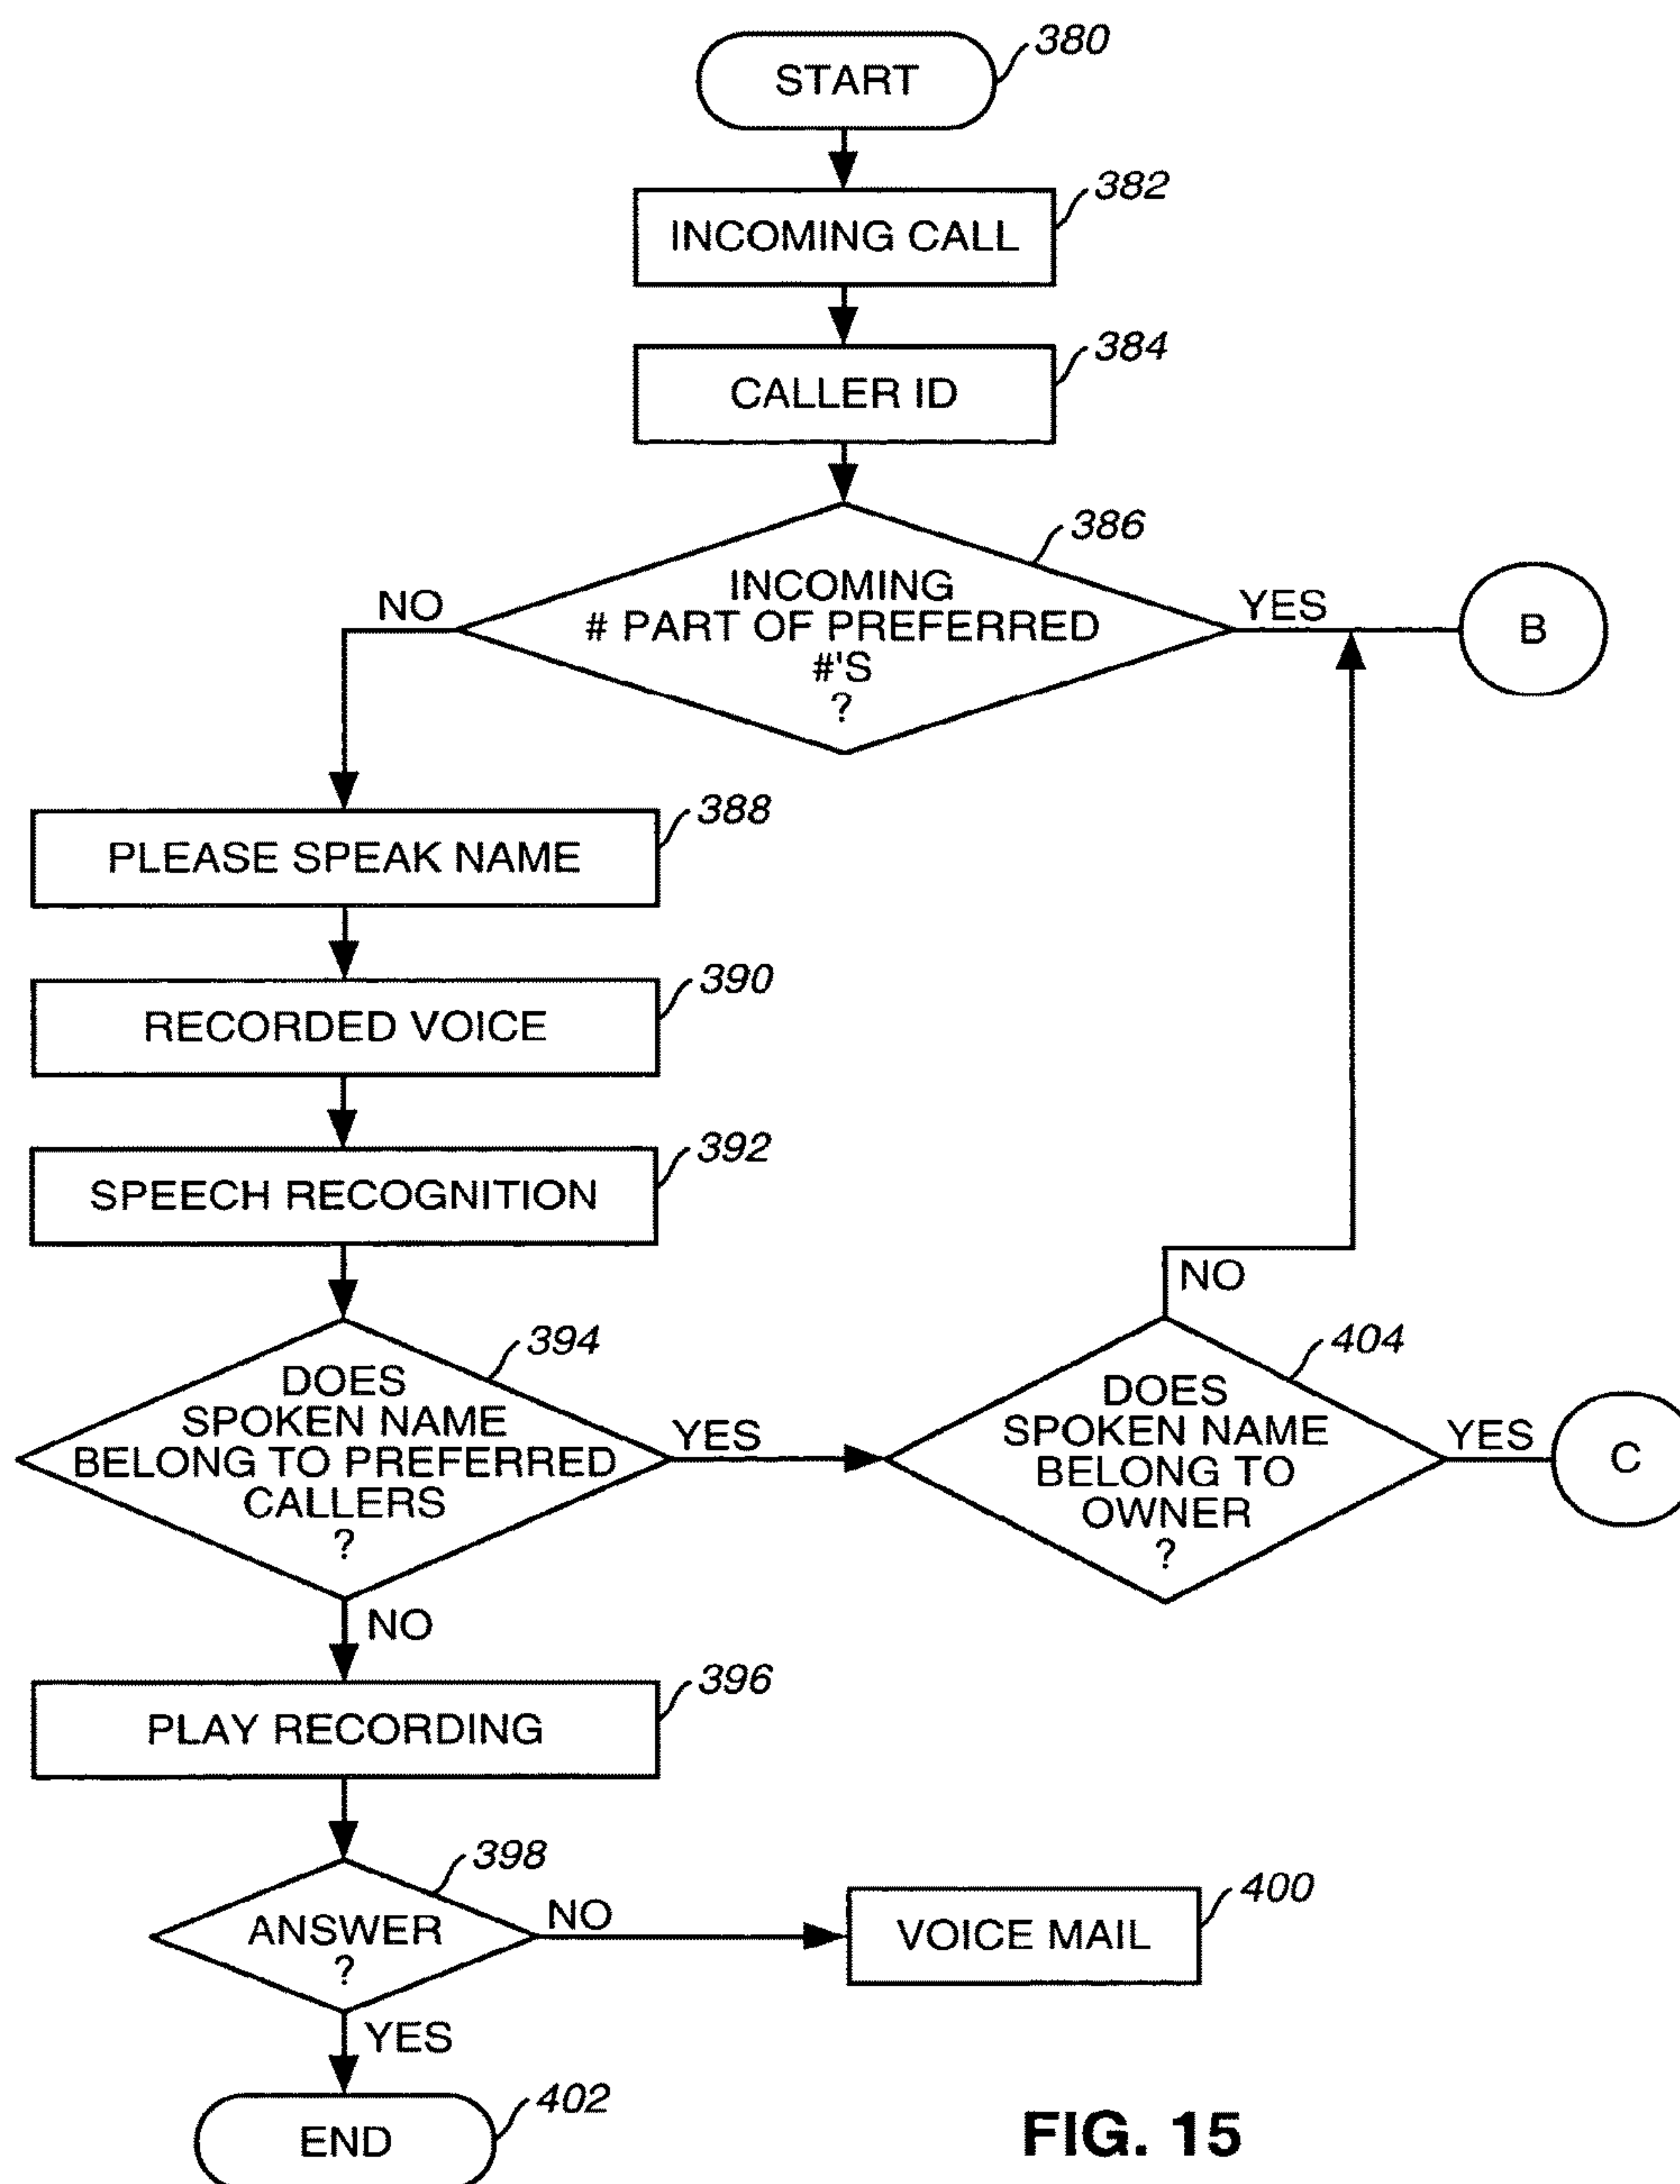 START
380
INCOMING CALL
382
CALLER ID
384
386
INCOMING
# PART OF PREFERRED
#'S
?
NO
YES
B
PLEASE SPEAK NAME
388
RECORDED VOICE
390
SPEECH RECOGNITION
392
394
DOES
SPOKEN NAME
BELONG TO PREFERRED
CALLERS
?
YES
NO
404
DOES
SPOKEN NAME
BELONG TO
OWNER
?
NO
YES
C
PLAY RECORDING
396
398
ANSWER
?
NO
VOICE MAIL
400
YES
END
402
FIG. 15